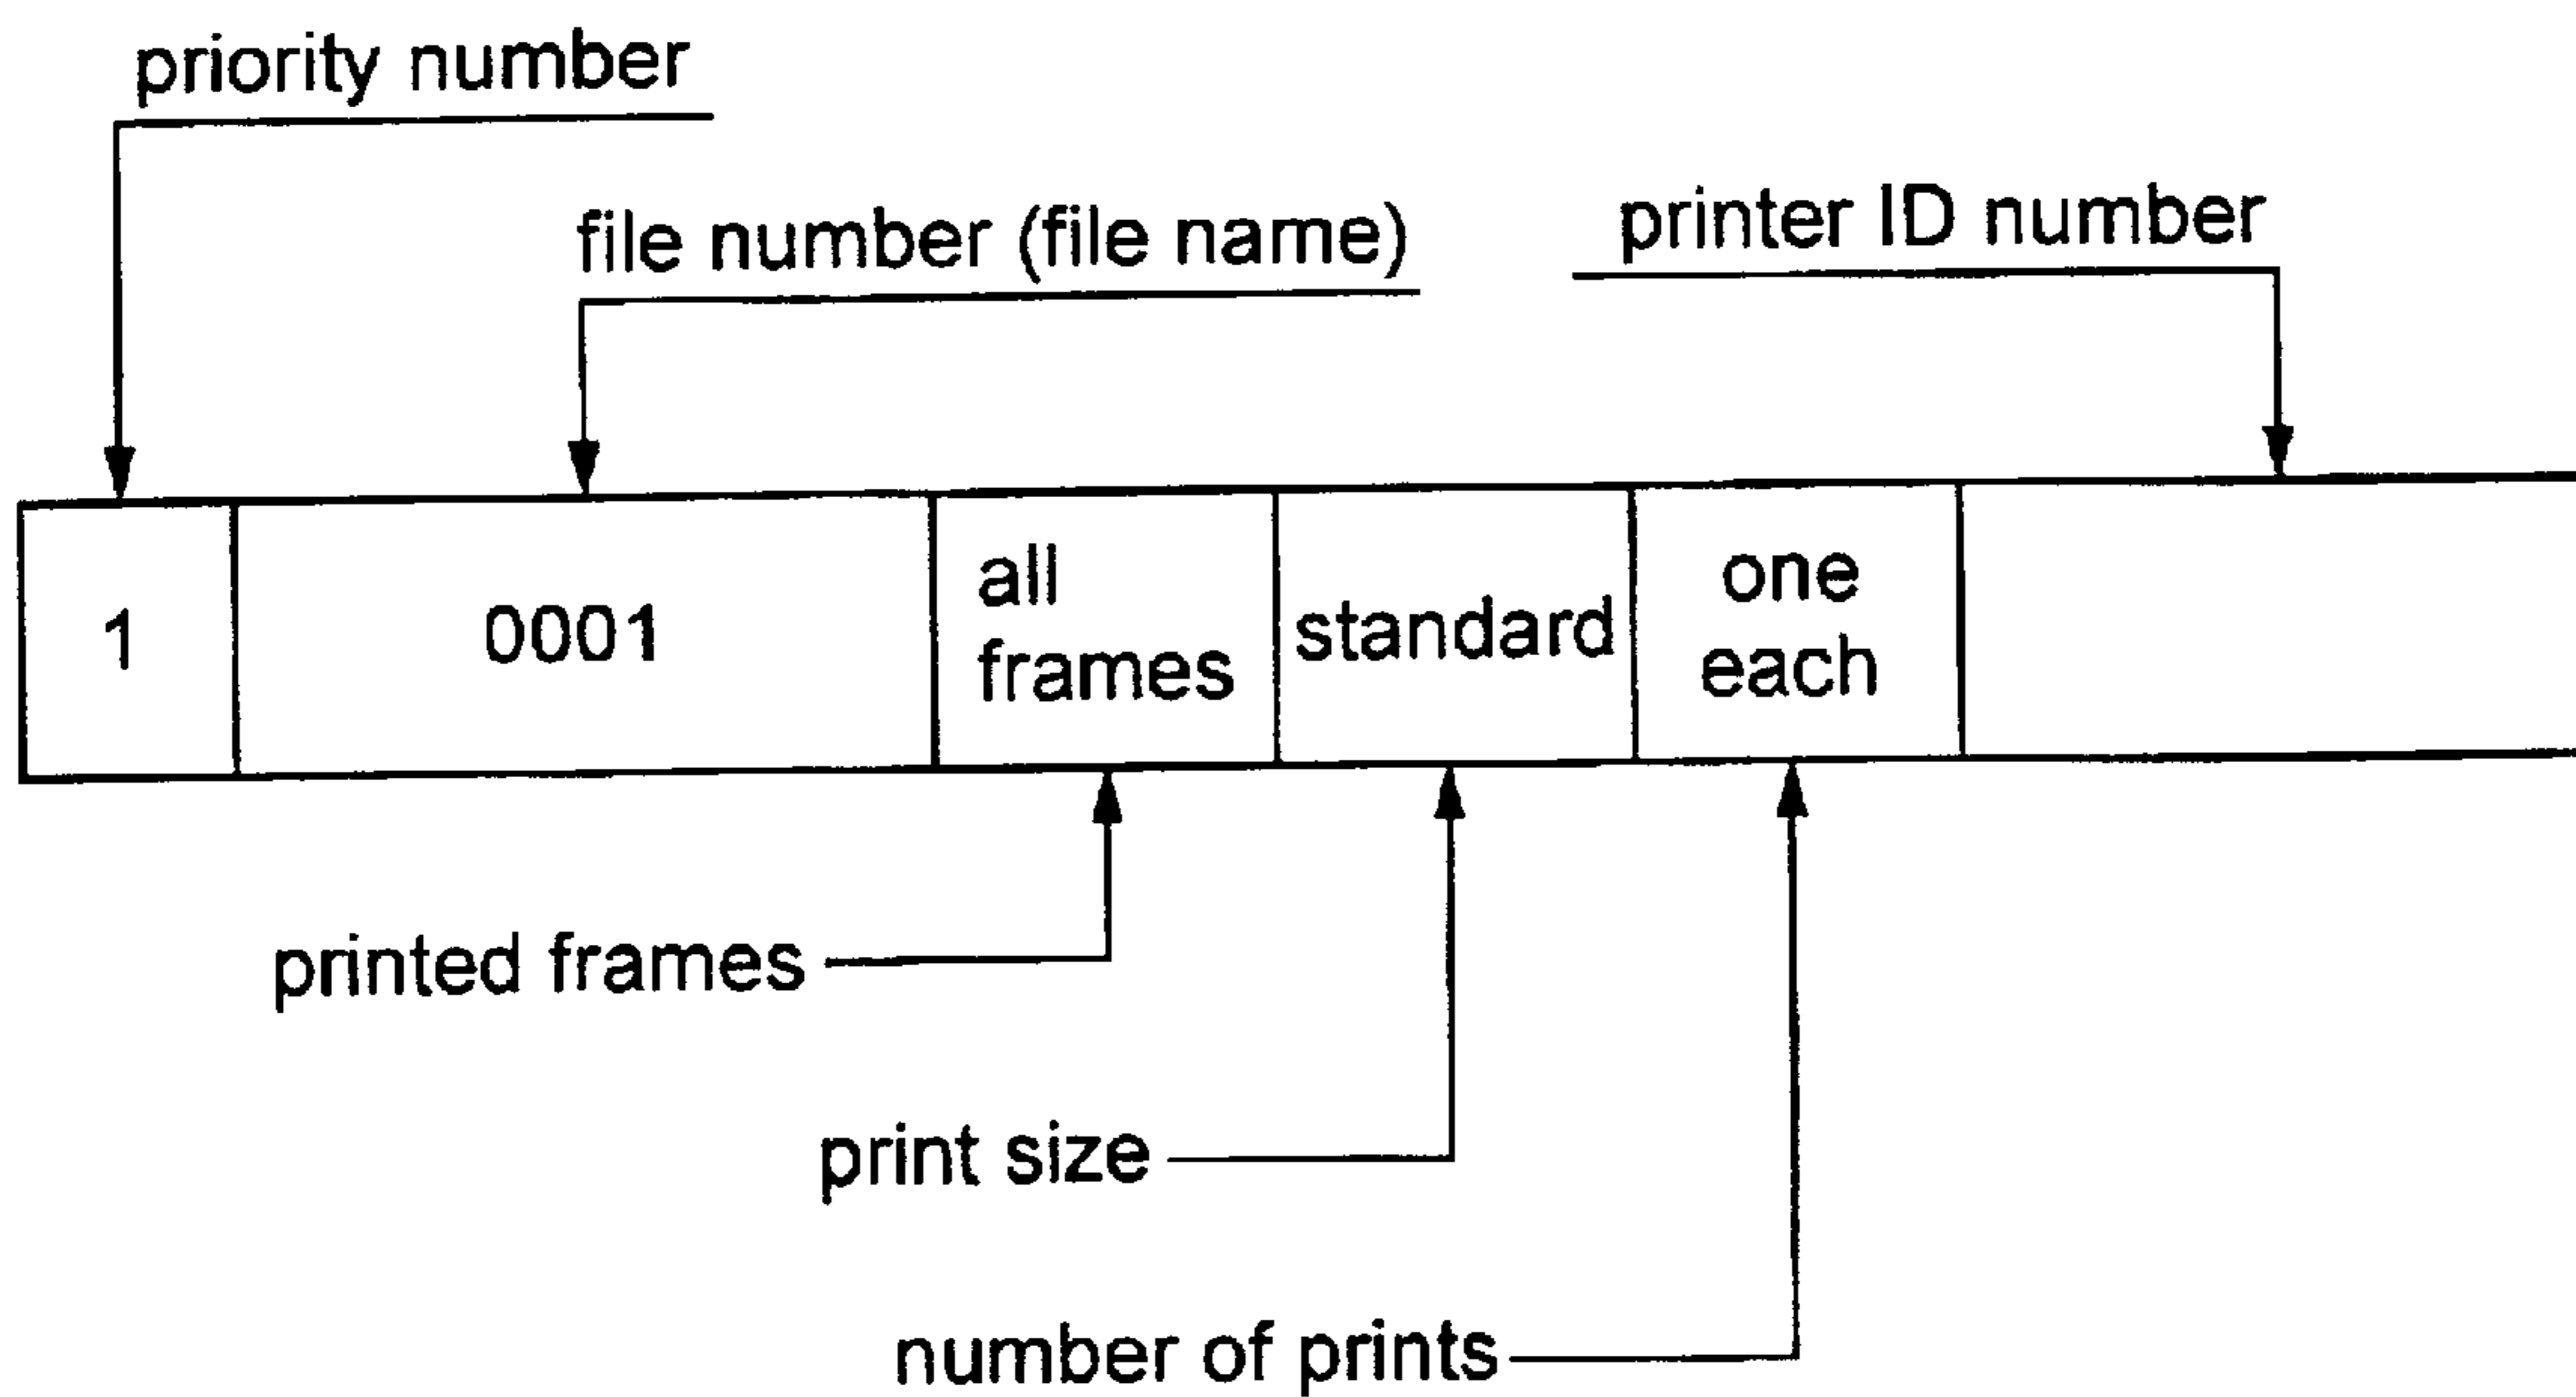 priority number
file number (file name)
printer ID number
1
0001
all
frames
standard
one
each
printed frames
print size
number of prints